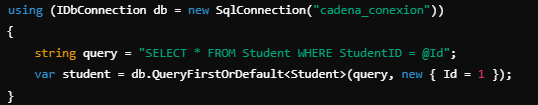 using (IDbConnection db = new SqlConnection("cadena_conexion"))
{
    string query = "SELECT * FROM Student WHERE StudentID = @Id";
    var student = db.QueryFirstOrDefault<Student>(query, new { Id = 1 });
}